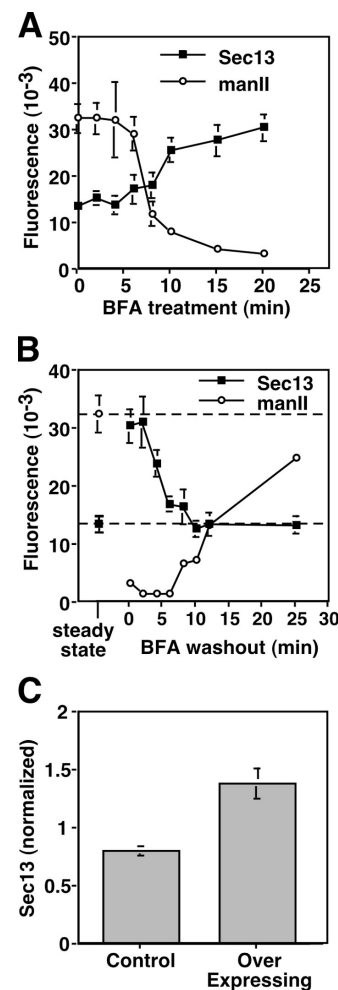 A
50
40
30
20
10
0
Fluorescence (10-3)
Sec13
manII
0 5 10 15 20 25
BFA treatment (min)
B
40
30
20
10
0
Fluorescence (10-3)
Sec13
manII
steady
state
0 5 10 15 20 25 30
BFA washout (min)
C
2
1.5
1
0.5
0
Sec13 (normalized)
Control
Over
Expressing